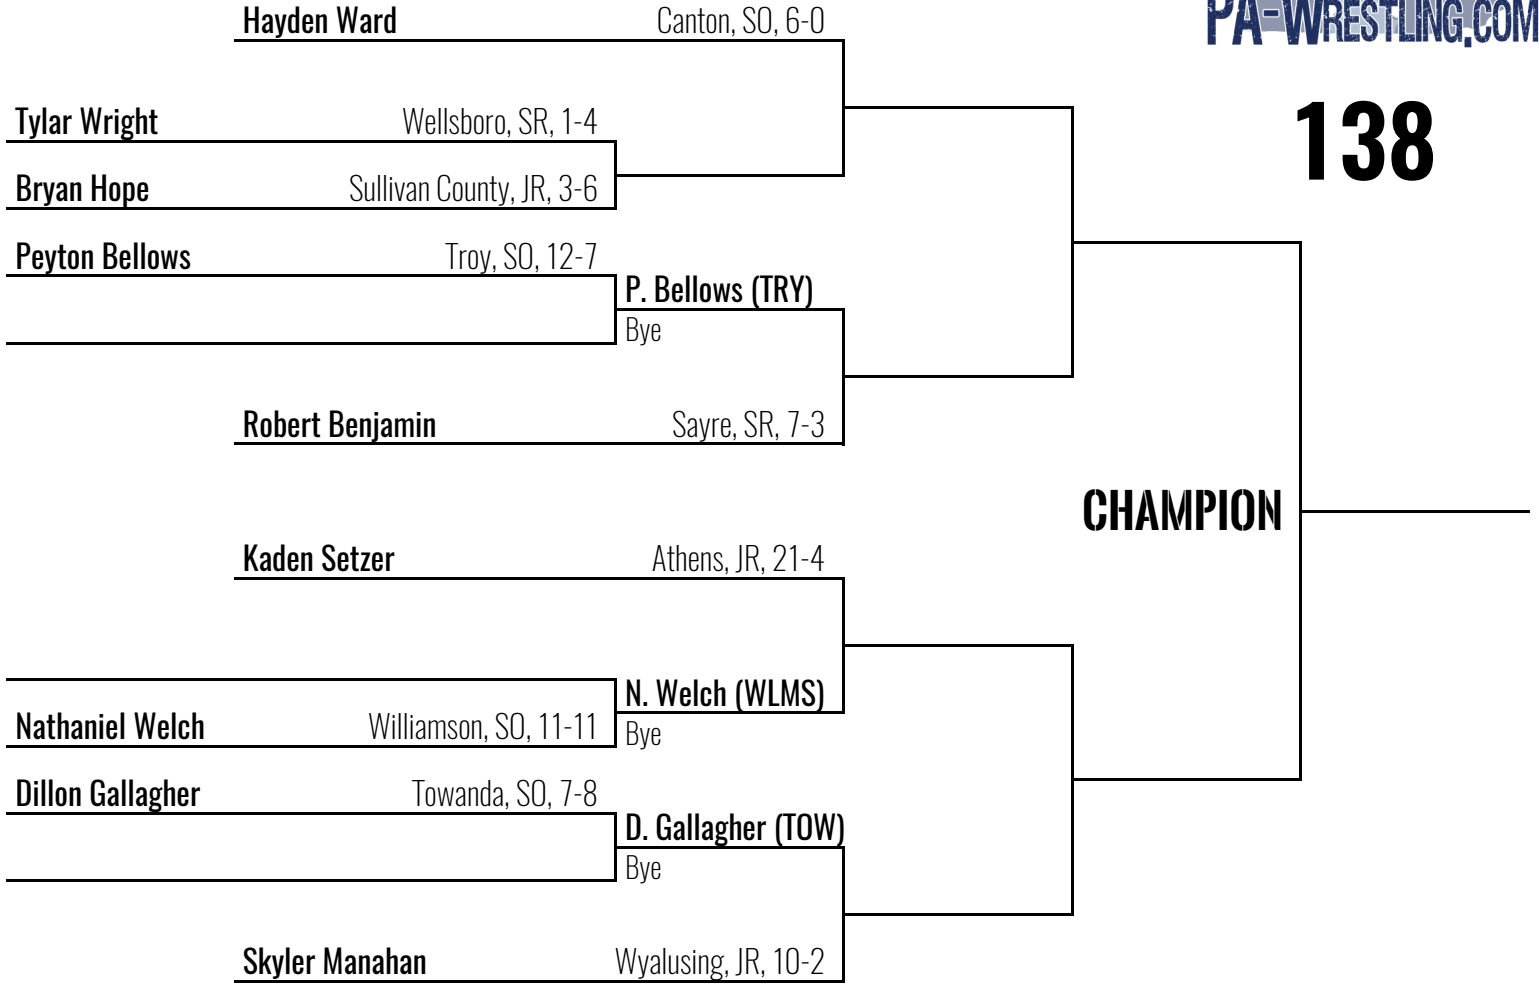 Hayden Ward Canton, SO, 6-0
PA-WRESTLING.COM
138
Tylar Wright Wellsboro, SR, 1-4
Bryan Hope Sullivan County, JR, 3-6
Peyton Bellows Troy, SO, 12-7
P. Bellows (TRY)
Bye
Robert Benjamin Sayre, SR, 7-3
CHAMPION
Kaden Setzer Athens, JR, 21-4
N. Welch (WLMS)
Nathaniel Welch Williamson, SO, 11-11
Bye
Dillon Gallagher Towanda, SO, 7-8
D. Gallagher (TOW)
Bye
Skyler Manahan Wyalusing, JR, 10-2